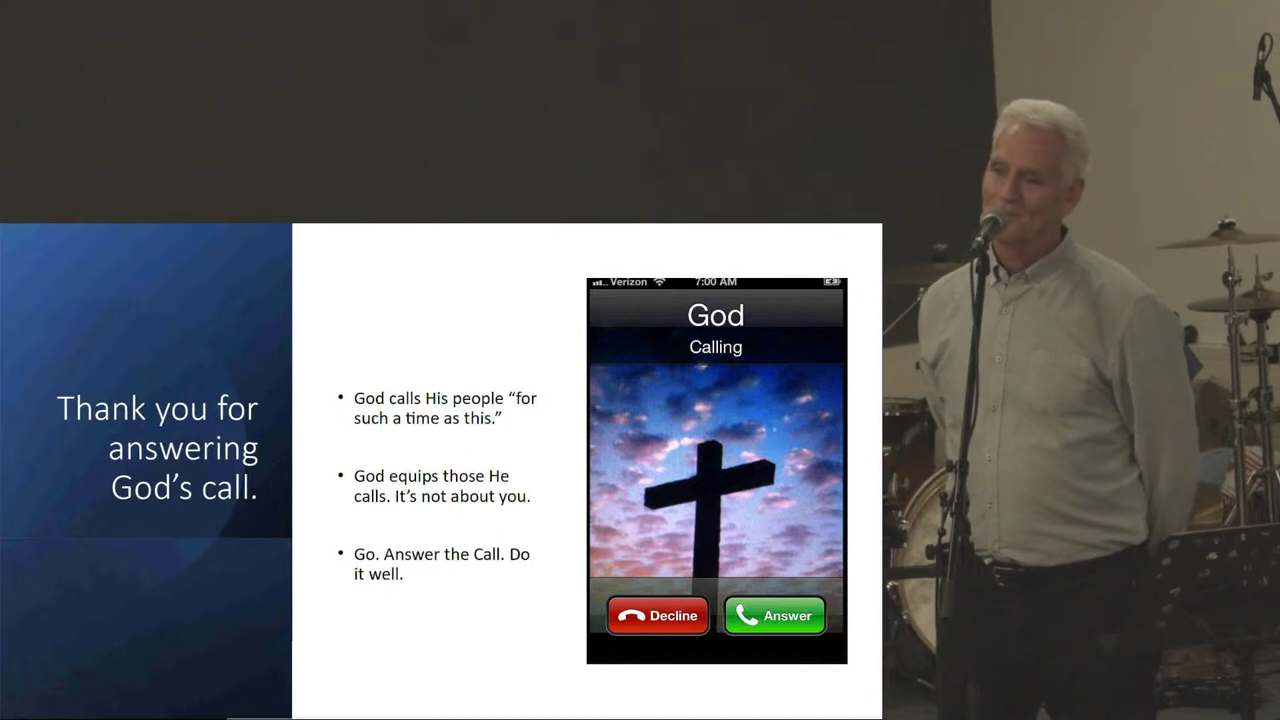 Thank you for
answering
God's call.
• God calls His people “for
such a time as this.”
• God equips those He
calls. It's not about you.
• Go. Answer the Call. Do
it well.
Verizon 7:00 AM
God
Calling
Decline
Answer